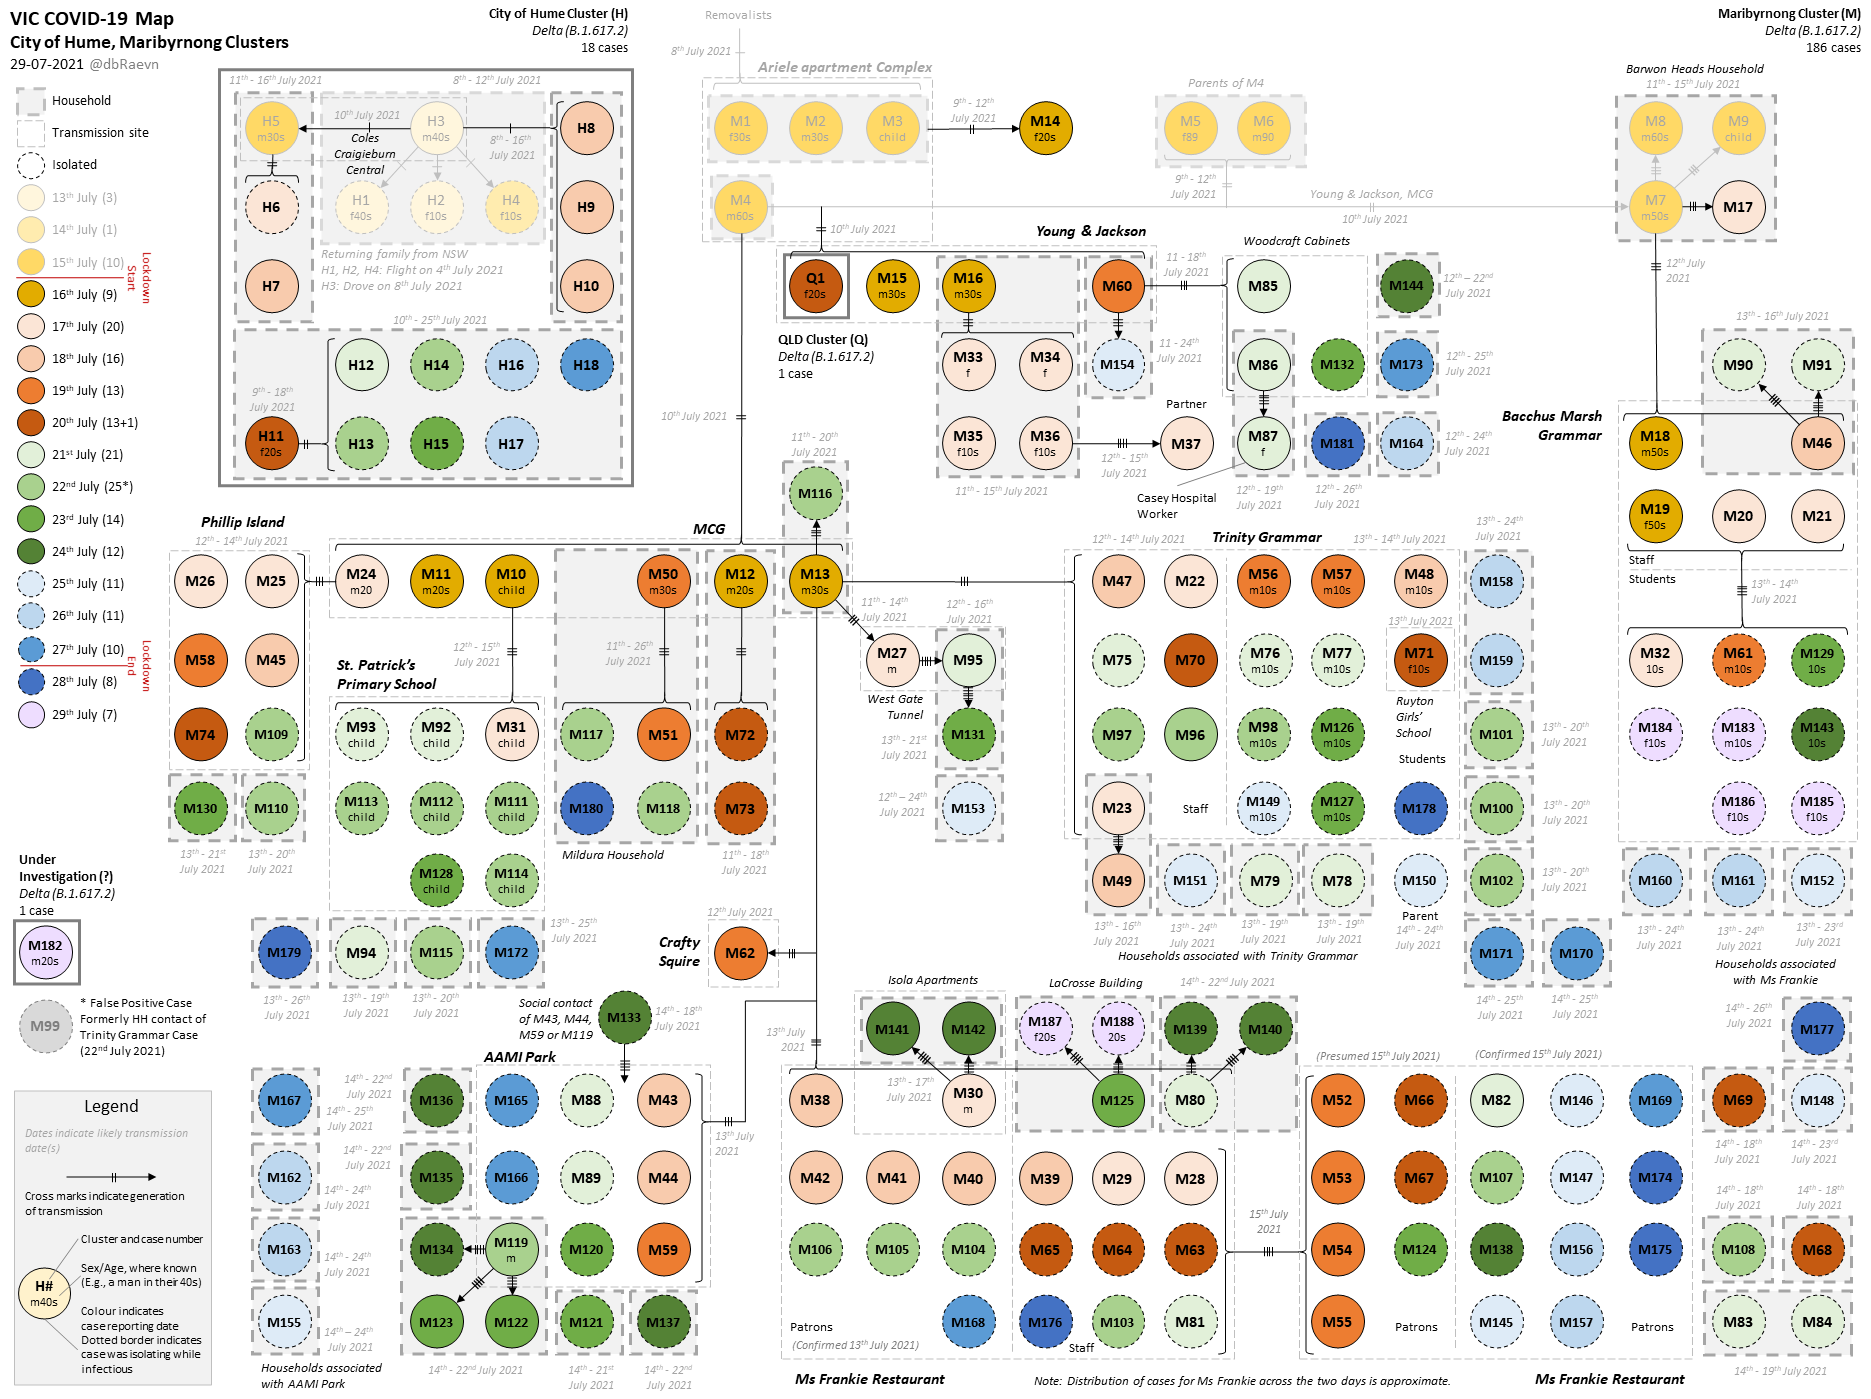 VIC COVID-19 Map
City of Hume, Maribyrnong Clusters
29-07-2021 @dbRaevn
Household
Transmission site
Isolated
13th July (3)
14th July (1)
15th July (10)
Lockdown Start
16th July (9)
17th July (20)
18th July (16)
19th July (13)
20th July (13+1)
21st July (21)
22nd July (25*)
23rd July (14)
24th July (12)
25th July (11)
26th July (11)
27th July (10)
Lockdown End
28th July (8)
29th July (7)
Under
Investigation (?)
Delta (B.1.617.2)
1 case
M182
m20s
M99
* False Positive Case
Formerly HH contact of
Trinity Grammar Case
(22nd July 2021)
Legend
Dates indicate likely transmission
date(s)
Cross marks indicate generation
of transmission
Cluster and case number
Sex/Age, where known
(E.g., a man in their 40s)
H#
m40s
Colour indicates
case reporting date
Dotted border indicates
case was isolating while
infectious
City of Hume Cluster (H)
Delta (B.1.617.2)
18 cases
11th - 16th July 2021
8th - 12th July 2021
H5
m30s
10th July 2021
H3
m40s
H8
Coles
Craigieburn
Central
8th - 16th
July 2021
H6
H1
f40s
H2
f10s
H4
f10s
H9
H7
Returning family from NSW
H1, H2, H4: Flight on 4th July 2021
H3: Drove on 8th July 2021
H10
10th - 25th July 2021
H12
H14
H16
H18
9th - 18th
July 2021
H11
f20s
H13
H15
H17
Removalists
8th July 2021
Ariele apartment Complex
M1
f30s
M2
m30s
M3
child
9th - 12th
July 2021
M14
f20s
M4
m60s
Parents of M4
M5
f89
M6
m90
9th - 12th
July 2021
Young & Jackson, MCG
10th July 2021
Maribyrnong Cluster (M)
Delta (B.1.617.2)
186 cases
Barwon Heads Household
11th - 15th July 2021
M8
m60s
M9
child
M7
m50s
M17
12th July
2021
10th July 2021
Young & Jackson
Q1
f20s
M15
m30s
M16
m30s
M60
11 - 18th
July 2021
QLD Cluster (Q)
Delta (B.1.617.2)
1 case
M33
f
M34
f
M154
11 - 24th
July 2021
M35
f10s
M36
f10s
Partner
M37
12th - 15th
July 2021
11th - 15th July 2021
Woodcraft Cabinets
M85
M144
12th – 22nd
July 2021
M86
M132
M173
12th - 25th
July 2021
M87
f
M181
M164
12th - 24th
July 2021
Casey Hospital
Worker
12th - 19th
July 2021
12th - 26th
July 2021
13th - 16th July 2021
M90
M91
Bacchus Marsh
Grammar
M18
m50s
M46
M19
f50s
M20
M21
Staff
Students
13th - 14th
July 2021
M32
10s
M61
m10s
M129
10s
M184
f10s
M183
m10s
M143
10s
M186
f10s
M185
f10s
M160
M161
M152
13th - 24th
July 2021
13th - 24th
July 2021
13th - 23rd
July 2021
Households associated
with Ms Frankie
10th July 2021
11th - 20th
July 2021
M116
MCG
Phillip Island
12th - 14th July 2021
M26
M25
M24
m20
M11
m20s
M10
child
M50
m30s
M12
m20s
M13
m30s
M58
M45
M74
M109
M130
M110
13th - 21st
July 2021
13th - 20th
July 2021
12th - 15th
July 2021
St. Patrick's
Primary School
M93
child
M92
child
M31
child
M113
child
M112
child
M111
child
M128
child
M114
child
M179
M94
M115
M172
13th - 25th
July 2021
13th - 26th
July 2021
13th - 19th
July 2021
13th - 20th
July 2021
11th - 26th
July 2021
M117
M51
M180
M118
Mildura Household
M72
M73
11th - 18th
July 2021
11th - 14th
July 2021
12th - 16th
July 2021
M27
m
M95
West Gate
Tunnel
M131
13th - 21st
July 2021
12th – 24th
July 2021
M153
12th - 14th July 2021
Trinity Grammar
13th - 14th July 2021
M47
M22
M56
m10s
M57
m10s
M48
m10s
13th July 2021
M75
M70
M76
m10s
M77
m10s
M71
f10s
M97
M96
M98
m10s
M126
m10s
Ruyton
Girls'
School
Students
M23
Staff
M149
m10s
M127
m10s
M178
M49
M151
M79
M78
M150
Parent
14th - 24th
July 2021
13th - 16th
July 2021
13th - 24th
July 2021
13th - 19th
July 2021
13th - 19th
July 2021
Households associated with Trinity Grammar
13th - 24th
July 2021
M158
M159
M101
13th - 20th
July 2021
M100
13th - 20th
July 2021
M102
13th - 20th
July 2021
M171
M170
14th - 25th
July 2021
14th - 25th
July 2021
12th July 2021
Crafty
Squire
M62
Social contact
of M43, M44,
M59 or M119
M133
14th - 18th
July 2021
AAMI Park
M167
14th - 22nd
July 2021
14th - 25th
July 2021
M136
M165
M88
M43
M162
14th - 22nd
July 2021
14th - 24th
July 2021
M135
M166
M89
M44
13th July
2021
M163
14th - 24th
July 2021
M134
M119
m
M120
M59
M155
14th – 24th
July 2021
M123
M122
M121
M137
Households associated
with AAMI Park
14th - 22nd July 2021
14th - 21st
July 2021
14th - 22nd
July 2021
13th July
2021
Isola Apartments
M141
M142
13th - 17th
July 2021
M30
m
LaCrosse Building
M187
f20s
M188
20s
M125
14th - 22nd July 2021
M139
M140
M80
M38
M42
M41
M40
M39
M29
M28
M106
M105
M104
M65
M64
M63
M168
M176
M103
M81
Patrons
(Confirmed 13th July 2021)
Staff
Ms Frankie Restaurant
15th July
2021
(Presumed 15th July 2021)
(Confirmed 15th July 2021)
M52
M66
M82
M146
M169
M53
M67
M107
M147
M174
M54
M124
M138
M156
M175
M55
Patrons
M145
M157
Patrons
Note: Distribution of cases for Ms Frankie across the two days is approximate.
Ms Frankie Restaurant
14th - 26th
July 2021
M177
M69
M148
14th - 18th
July 2021
14th - 23rd
July 2021
14th - 18th
July 2021
14th - 18th
July 2021
M108
M68
M83
M84
14th - 19th July 2021